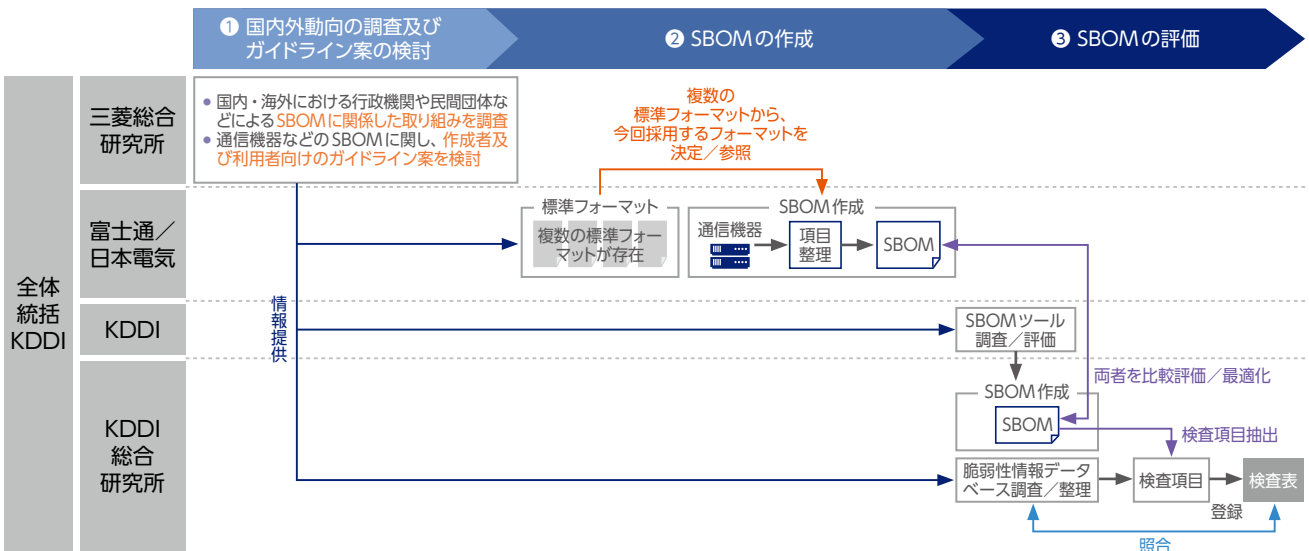 ❶ 国内外動向の調査及び
ガイドライン案の検討
❷ SBOMの作成
❸ SBOMの評価
全体
統括
KDDI
三菱総合
研究所
• 国内・海外における行政機関や民間団体な
どによるSBOMに関係した取り組みを調査
• 通信機器などのSBOMに関し、作成者及
び利用者向けのガイドライン案を検討
複数の
標準フォーマットから、
今回採用するフォーマットを
決定／参照
富士通／
日本電気
標準フォーマット
複数の標準フォー
マットが存在
SBOM作成
通信機器
項目
整理
SBOM
情報提供
KDDI
SBOMツール
調査／評価
両者を比較評価／最適化
KDDI
総合
研究所
SBOM作成
SBOM
検査項目抽出
脆弱性情報データ
ベース調査／整理
検査項目
検査表
登録
照合